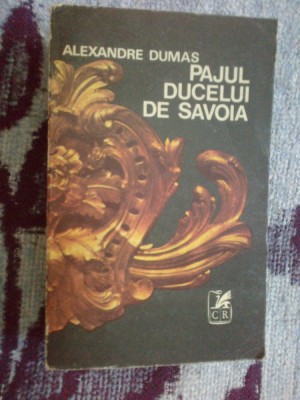 ALEXANDRE DUMAS
PAJUL
DUCELUI
DE SAVOIA
CR